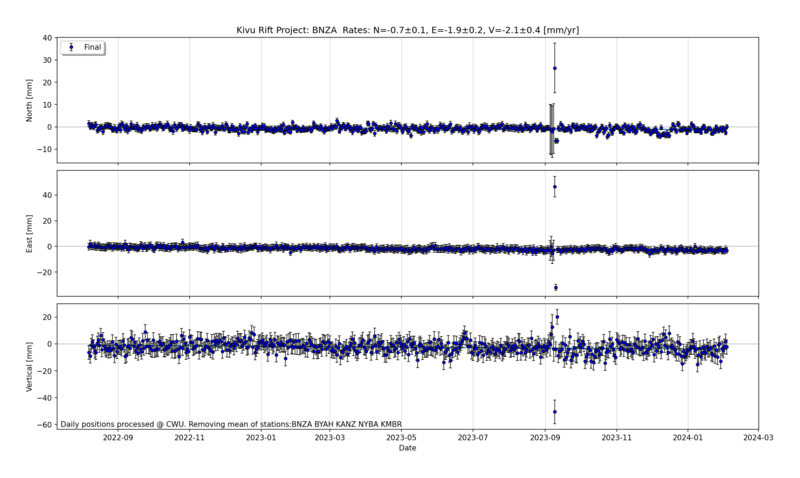 Kivu Rift Project: BNZA  Rates: N=-0.7±0.1, E=-1.9±0.2, V=-2.1±0.4 [mm/yr]
Final
North [mm]
40
30
20
10
0
−10
East [mm]
40
20
0
−20
Vertical [mm]
20
0
−20
−40
−60
Daily positions processed @ CWU. Removing mean of stations:BNZA BYAH KANZ NYBA KMBR
2022-09 2022-11 2023-01 2023-03 2023-05 2023-07 2023-09 2023-11 2024-01 2024-03
Date